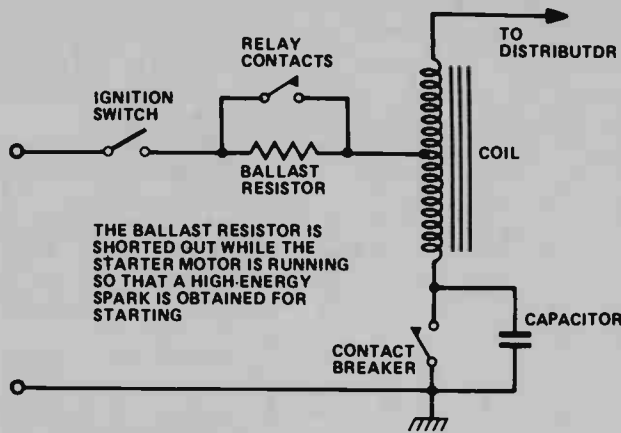 TO
DISTRIBUTDR
RELAY
CONTACTS
IGNITION
SWITCH
COIL
BALLAST
RESISTOR
THE BALLAST RESISTOR IS
SHORTED OUT WHILE THE
STARTER MOTOR IS RUNNING
SO THAT A HIGH-ENERGY
SPARK IS OBTAINED FOR
STARTING
CAPACITOR
CONTACT
BREAKER